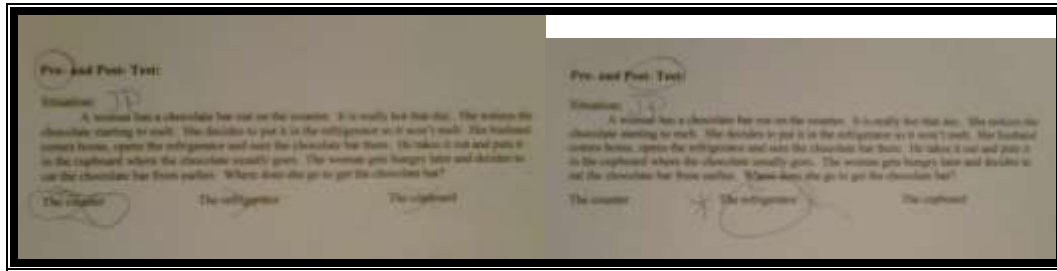 Pre- and Post- Test:
Situation: JP
A woman has a chocolate bar out on the counter. It is really hot that day. She notices the
chocolate starting to melt. She decides to put it in the refrigerator so it won't melt. Her husband
comes home, opens the refrigerator and sees the chocolate bar there. He takes it out and puts it
in the cupboard where the chocolate usually goes. The woman gets hungry later and decides to
eat the chocolate bar from earlier. Where does she go to get the chocolate bar?
The counter The refrigerator The cupboard
Pre- and Post- Test:
Situation: JP
A woman has a chocolate bar out on the counter. It is really hot that day. She notices the
chocolate starting to melt. She decides to put it in the refrigerator so it won't melt. Her husband
comes home, opens the refrigerator and sees the chocolate bar there. He takes it out and puts it
in the cupboard where the chocolate usually goes. The woman gets hungry later and decides to
eat the chocolate bar from earlier. Where does she go to get the chocolate bar?
The counter The refrigerator The cupboard